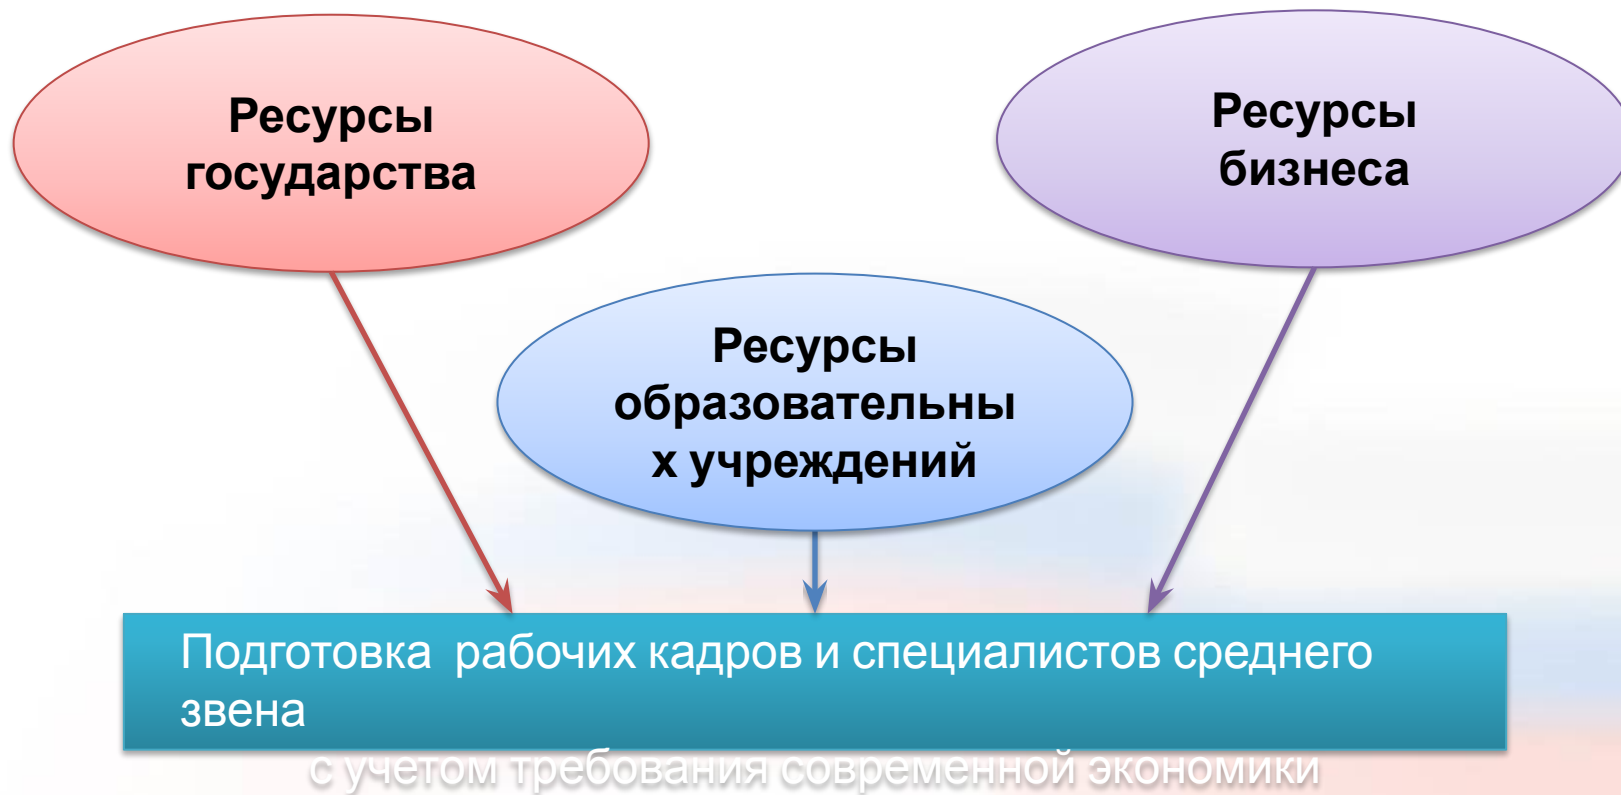 Ресурсы
государства
Ресурсы
бизнеса
Ресурсы
образовательны
х учреждений
Подготовка  рабочих кадров и специалистов среднего
звена
с учетом требования современной экономики